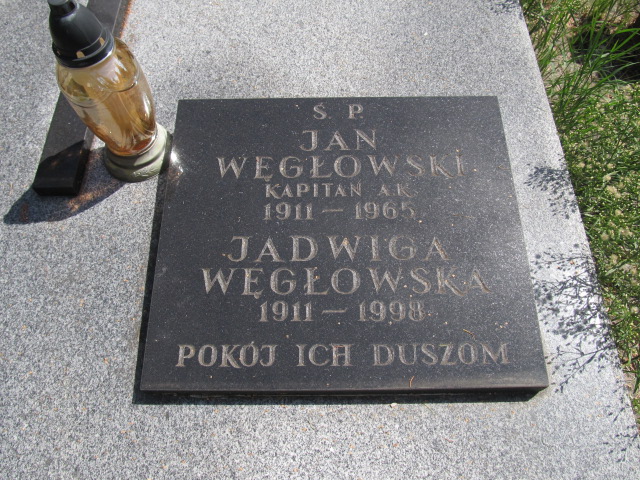 Ś. P.
JAN
WĘGŁOWSKI
KAPITAN A.K.
1911 — 1965
JADWIGA
WĘGŁOWSKA
1911 — 1998
POKÓJ ICH DUSZOM